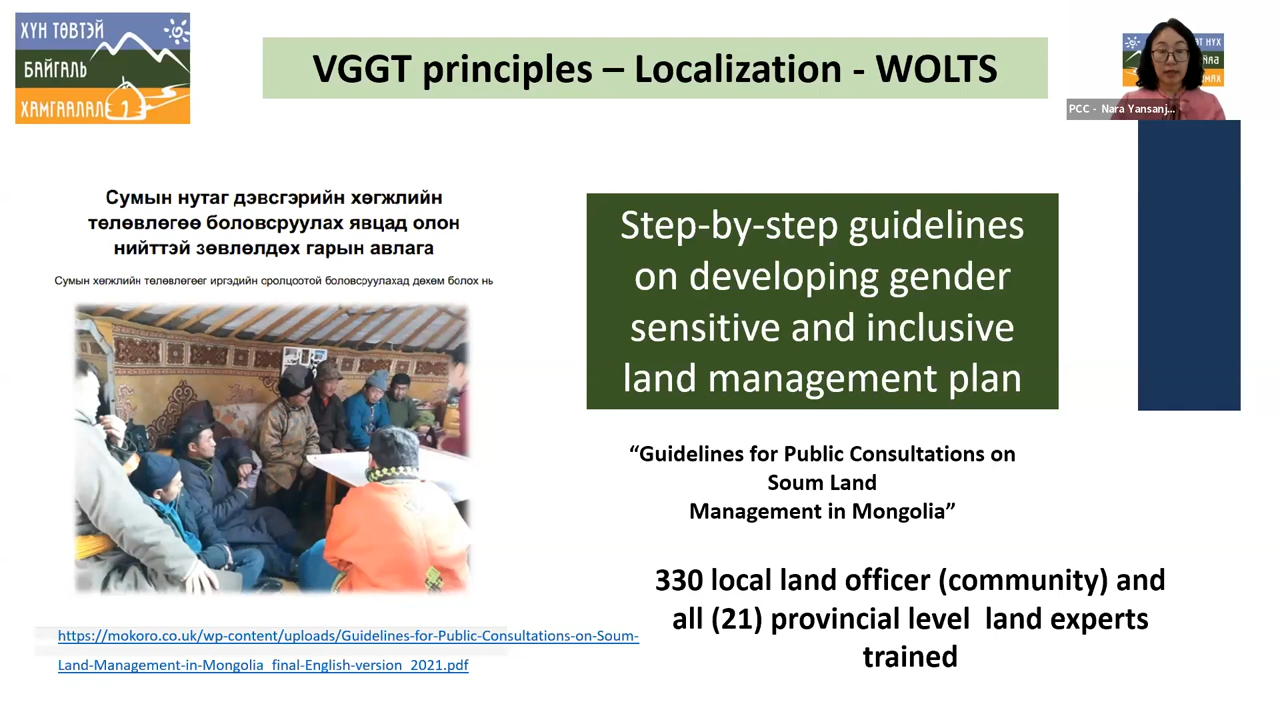 ХҮН ТӨВТЭЙ
БАЙГАЛЬ
ХАМГААЛАЛ
VGGT principles – Localization - WOLTS
PCC - Nara Yansanj...
Сумын нутаг дэвсгэрийн хөгжлийн
төлөвлөгөө боловсруулах явцад олон
нийттэй зөвлөлдөх гарын авлага
Сумын хөгжлийн төлөвлөгөөг иргэдийн оролцоотой боловсруулахад дөхөм болох нь
Step-by-step guidelines
on developing gender
sensitive and inclusive
land management plan
“Guidelines for Public Consultations on
Soum Land
Management in Mongolia”
330 local land officer (community) and
all (21) provincial level land experts
trained
https://mokoro.co.uk/wp-content/uploads/Guidelines-for-Public-Consultations-on-Soum-
Land-Management-in-Mongolia_final-English-version_2021.pdf